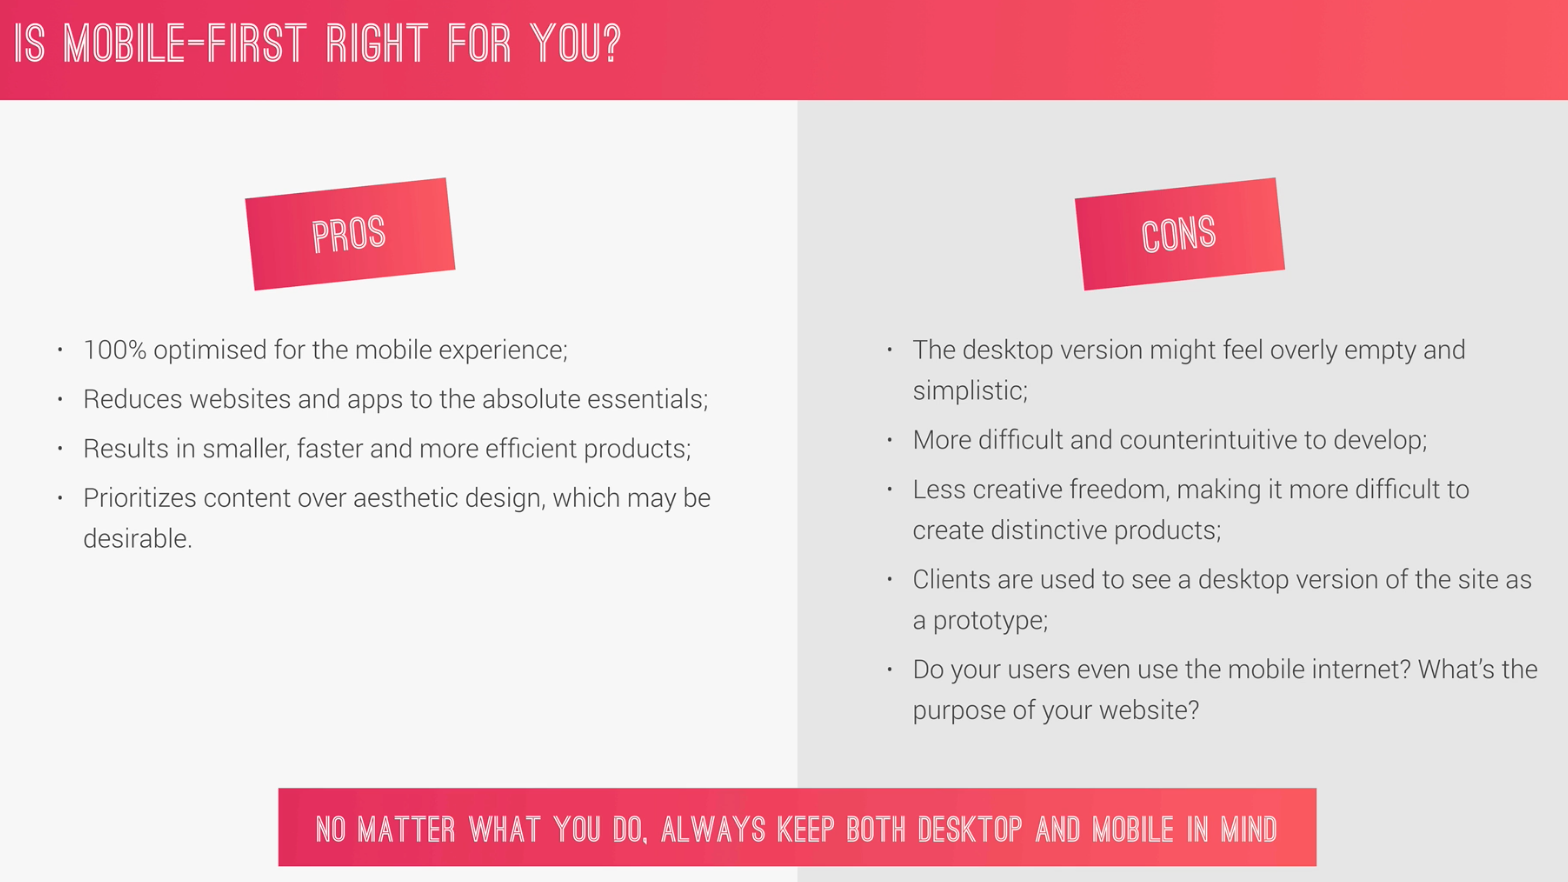 IS MOBILE-FIRST RIGHT FOR YOU?
PROS
• 100% optimised for the mobile experience;
• Reduces websites and apps to the absolute essentials;
• Results in smaller, faster and more efficient products;
• Prioritizes content over aesthetic design, which may be
desirable.
CONS
• The desktop version might feel overly empty and
simplistic;
• More difficult and counterintuitive to develop;
• Less creative freedom, making it more difficult to
create distinctive products;
• Clients are used to see a desktop version of the site as
a prototype;
• Do your users even use the mobile internet? What’s the
purpose of your website?
NO MATTER WHAT YOU DO, ALWAYS KEEP BOTH DESKTOP AND MOBILE IN MIND